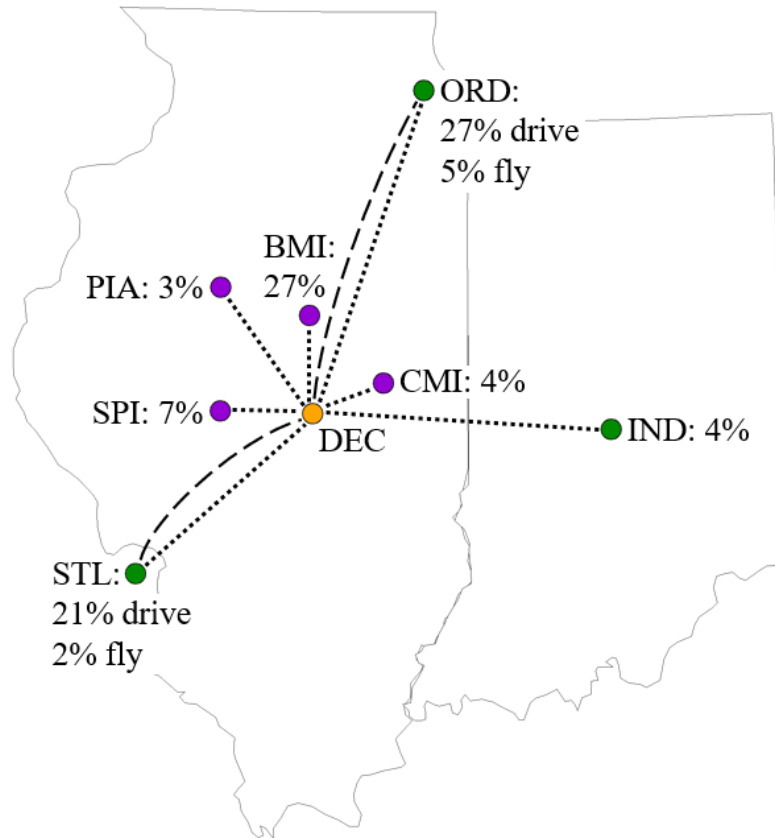 ORD:
27% drive
5% fly
BMI:
27%
PIA: 3%
CMI: 4%
SPI: 7%
DEC
IND: 4%
STL:
21% drive
2% fly